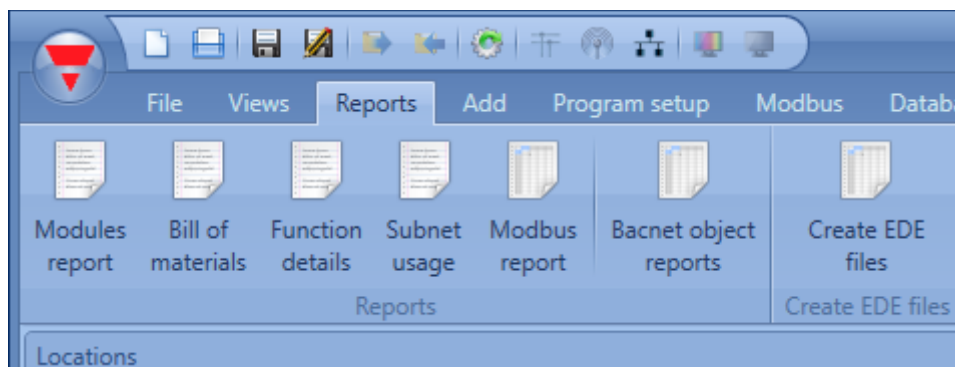 File Views Reports Add Program setup Modbus Datab
Modules Bill of Function Subnet Modbus Bacnet object Create EDE
report materials details usage report reports files
Reports Create EDE files
Locations